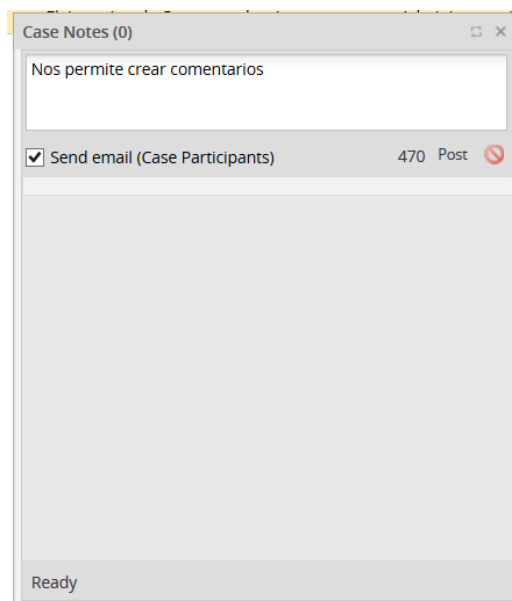 Case Notes (0)
Nos permite crear comentarios
Send email (Case Participants) 470 Post
Ready